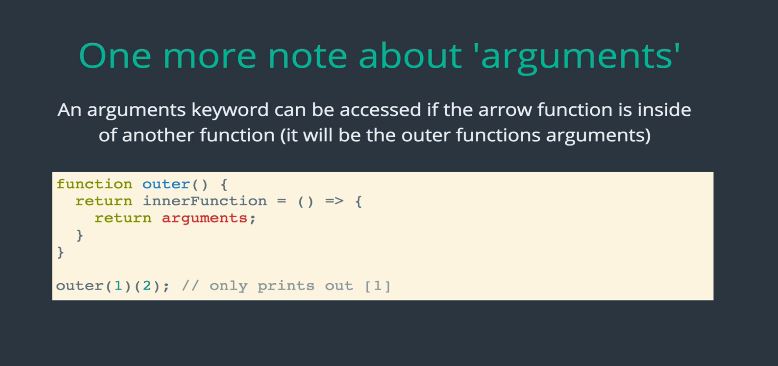 One more note about 'arguments'
An arguments keyword can be accessed if the arrow function is inside
of another function (it will be the outer functions arguments)
function outer() {
  return innerFunction = () => {
    return arguments;
  }
}
outer(1)(2); // only prints out [1]